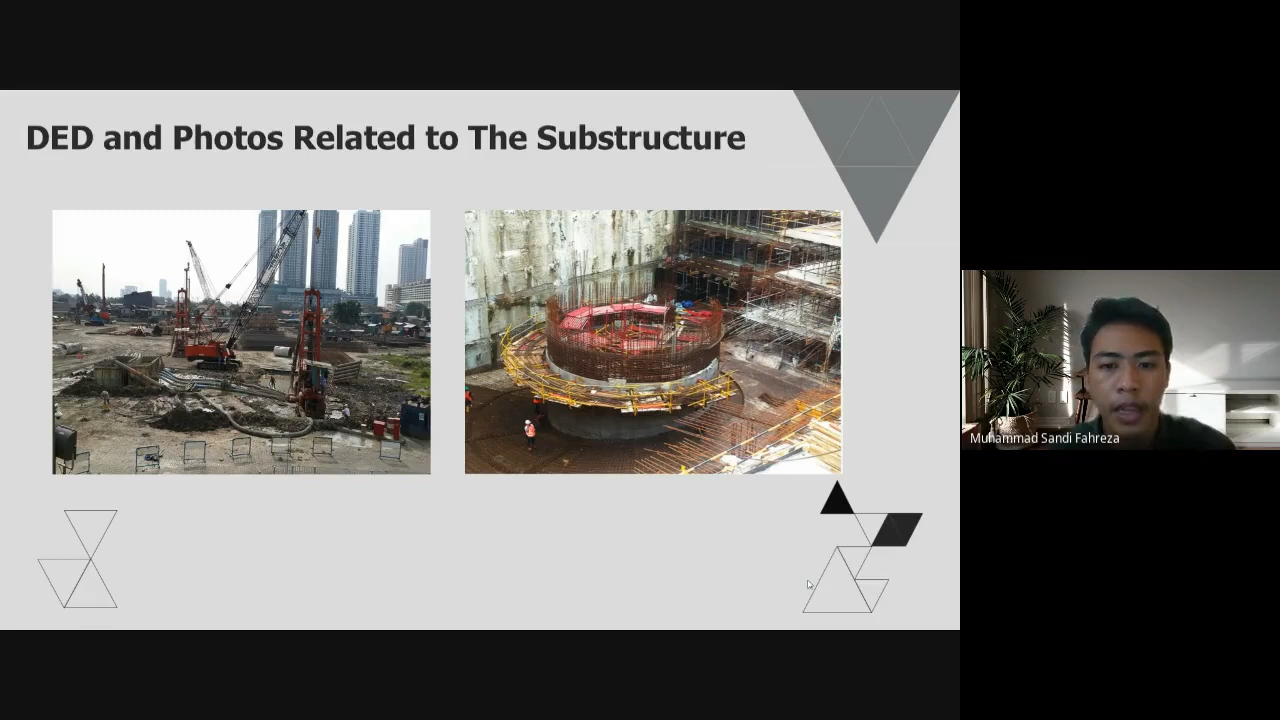 DED and Photos Related to The Substructure
Muhammad Sandi Fahreza